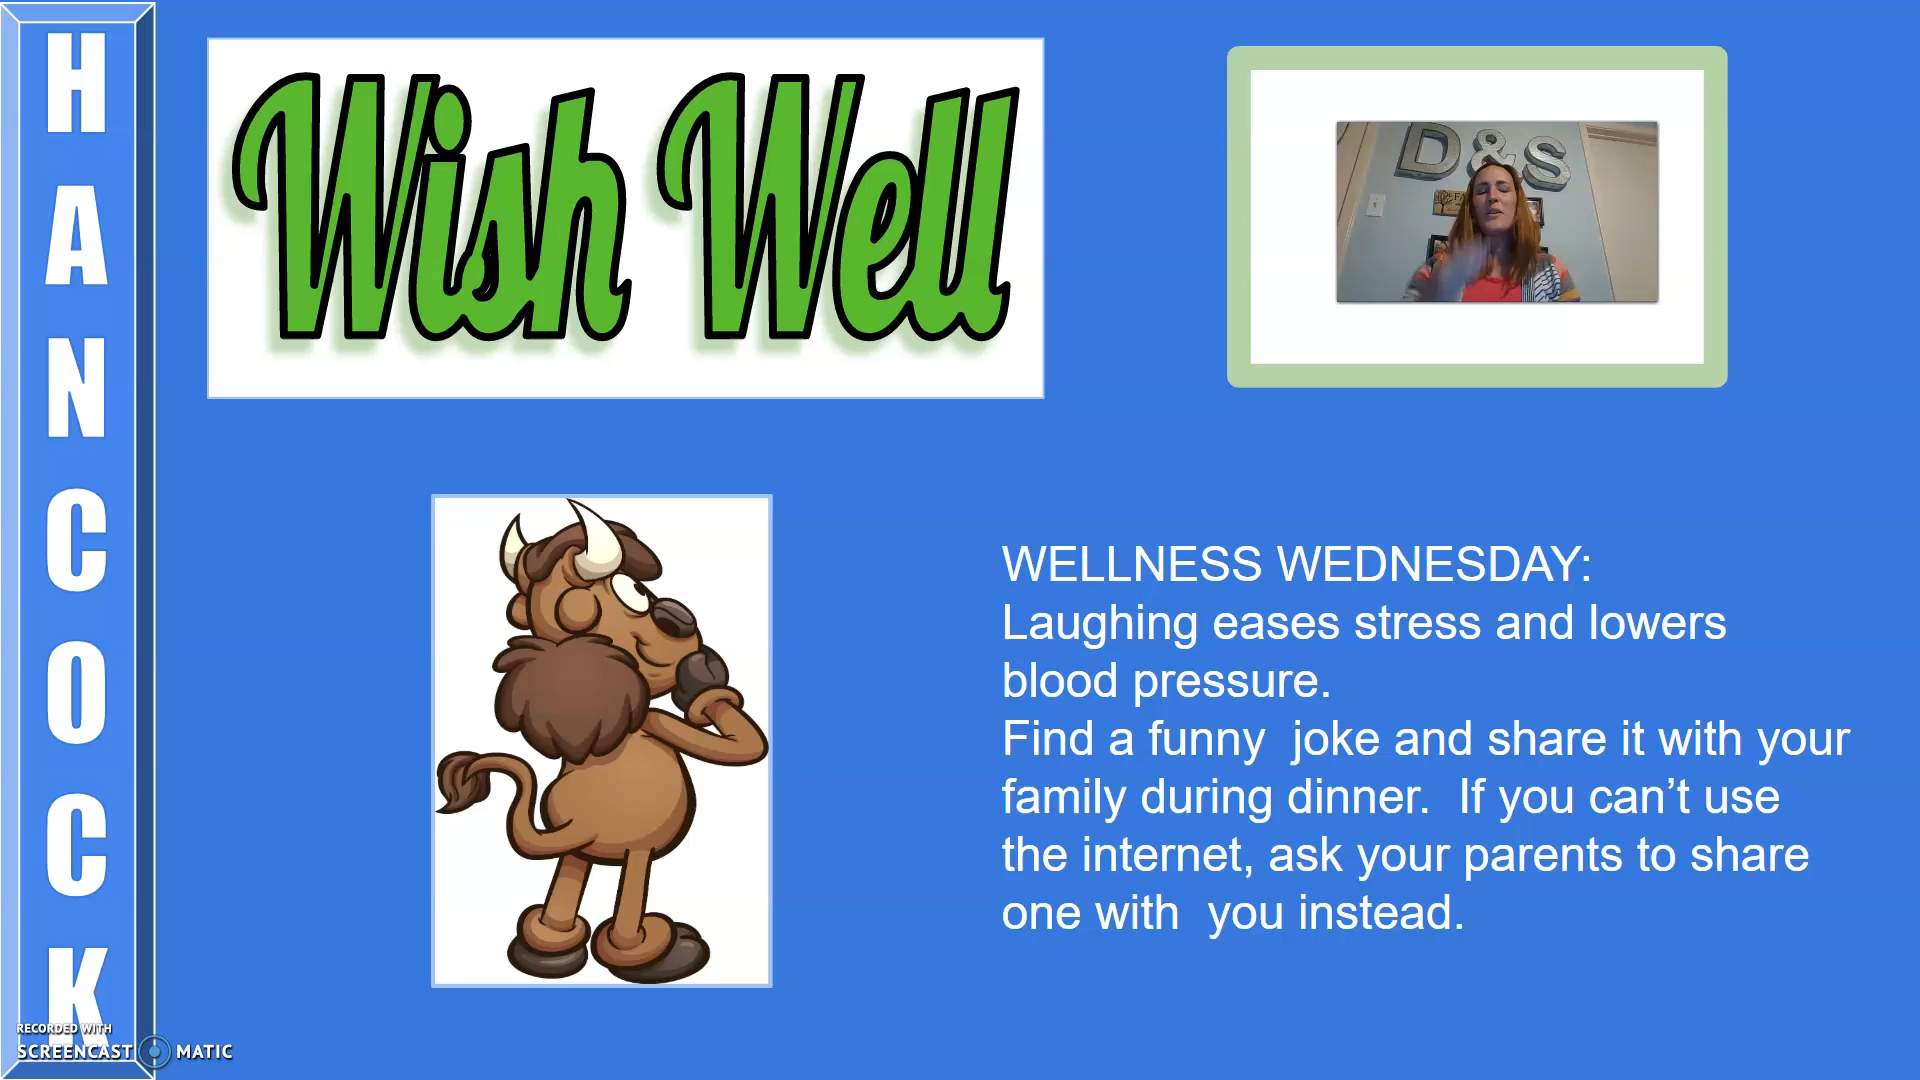 HANCOCK
Wish Well
D&S
WELLNESS WEDNESDAY:
Laughing eases stress and lowers
blood pressure.
Find a funny  joke and share it with your
family during dinner.  If you can’t use
the internet, ask your parents to share
one with  you instead.
RECORDED WITH
SCREENCAST MATIC